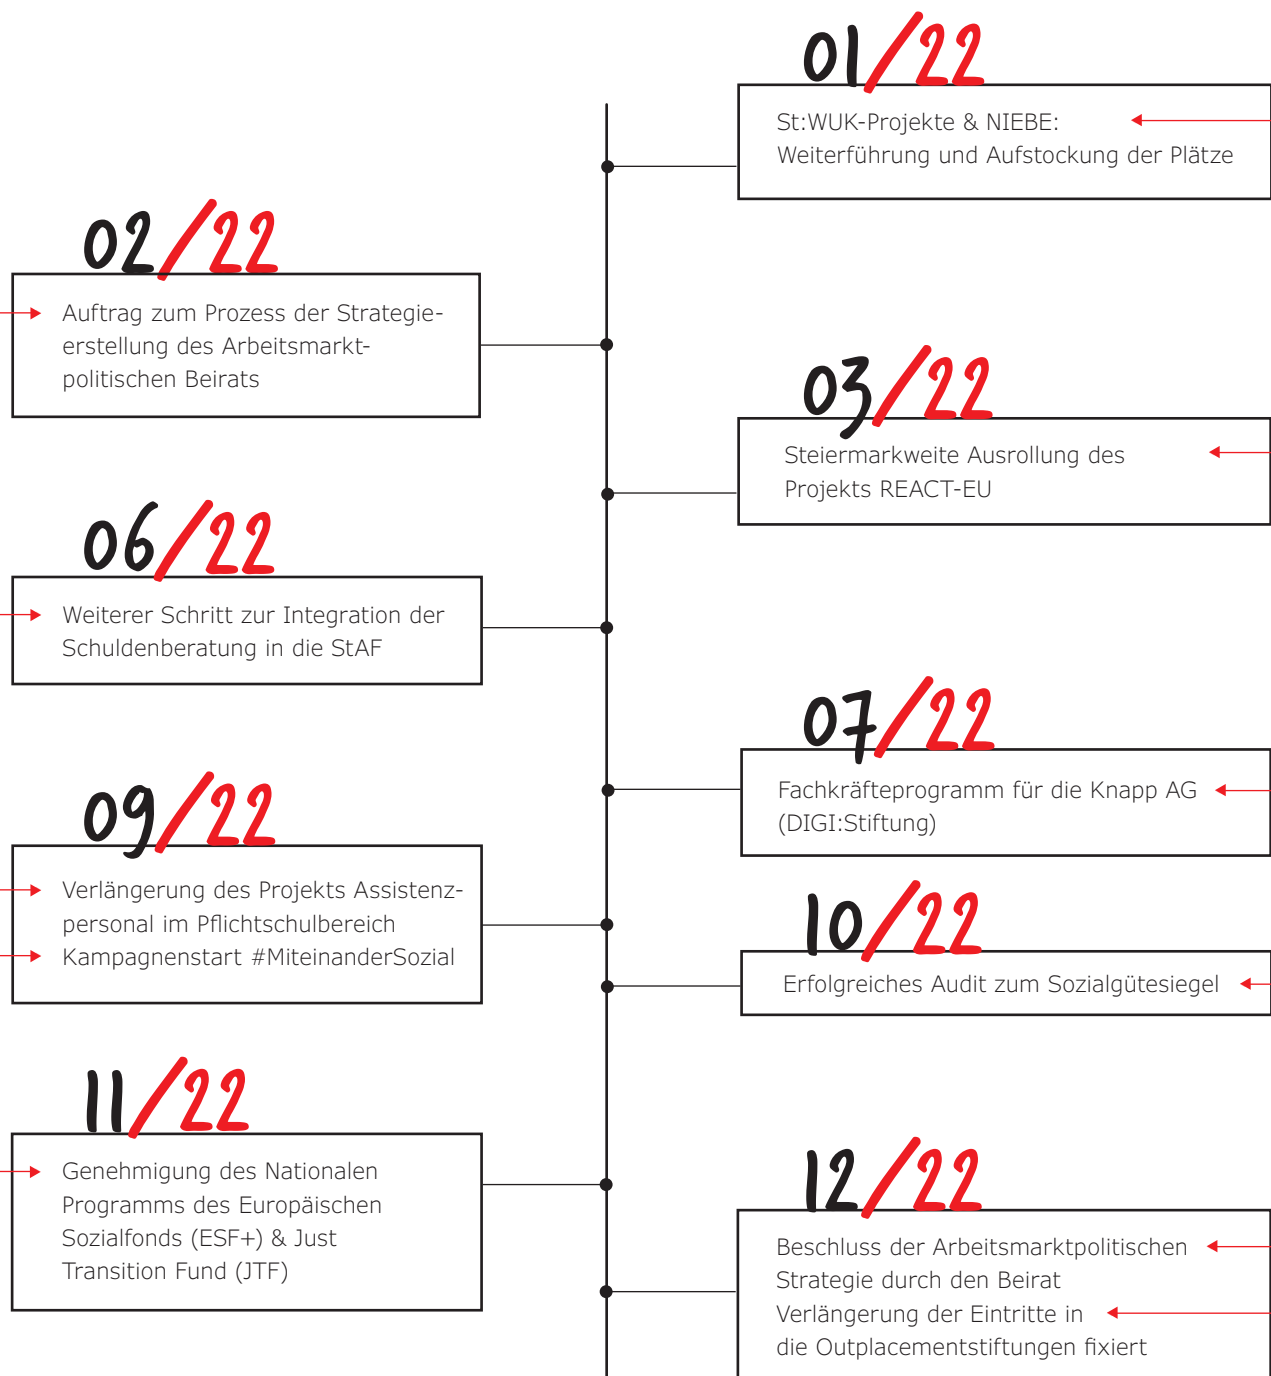 01/22
St:WUK-Projekte & NIEBE:
Weiterführung und Aufstockung der Plätze
02/22
Auftrag zum Prozess der Strategie-
erstellung des Arbeitsmarkt-
politischen Beirats
03/22
Steiermarkweite Ausrollung des
Projekts REACT-EU
06/22
Weiterer Schritt zur Integration der
Schuldenberatung in die StAF
07/22
Fachkräfteprogramm für die Knapp AG
(DIGI:Stiftung)
09/22
Verlängerung des Projekts Assistenz-
personal im Pflichtschulbereich
Kampagnenstart #MiteinanderSozial
10/22
Erfolgreiches Audit zum Sozialgütesiegel
11/22
Genehmigung des Nationalen
Programms des Europäischen
Sozialfonds (ESF+) & Just
Transition Fund (JTF)
12/22
Beschluss der Arbeitsmarktpolitischen
Strategie durch den Beirat
Verlängerung der Eintritte in
die Outplacementstiftungen fixiert